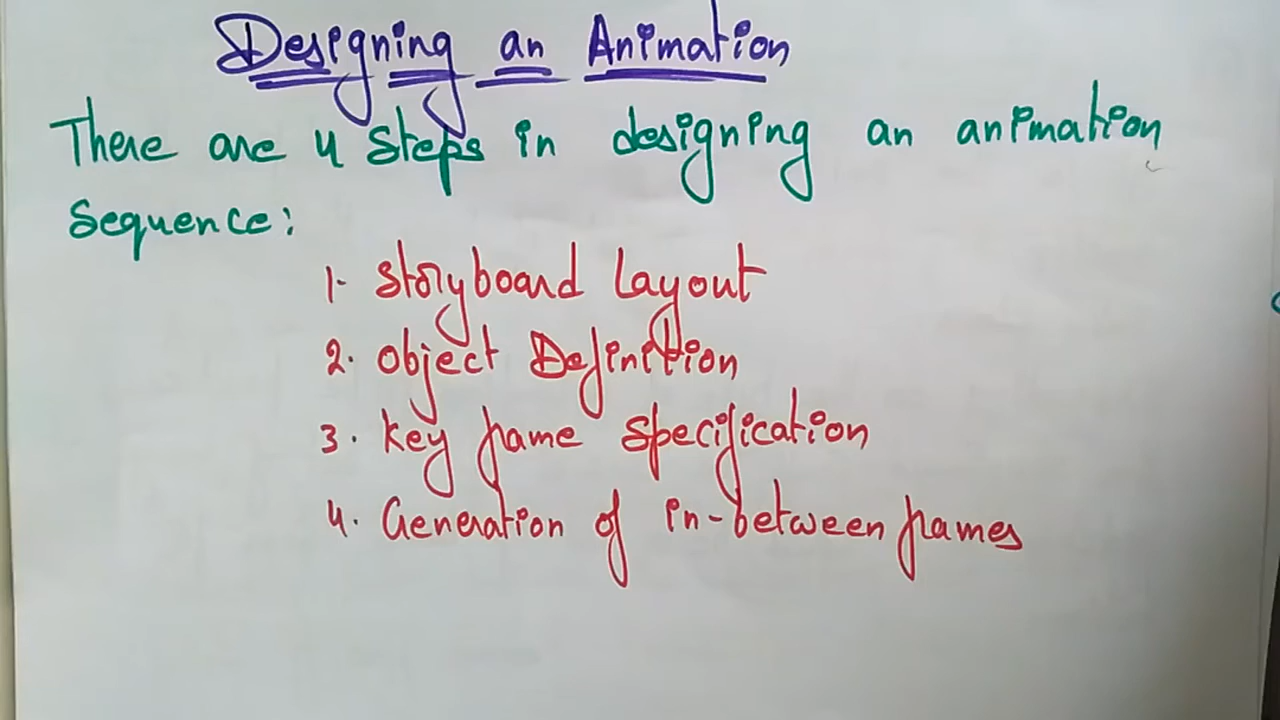 Designing an Animation
There are 4 steps in designing an animation
Sequence:
1. Storyboard Layout
2. Object Definition
3. Key frame Specification
4. Generation of in-between frames